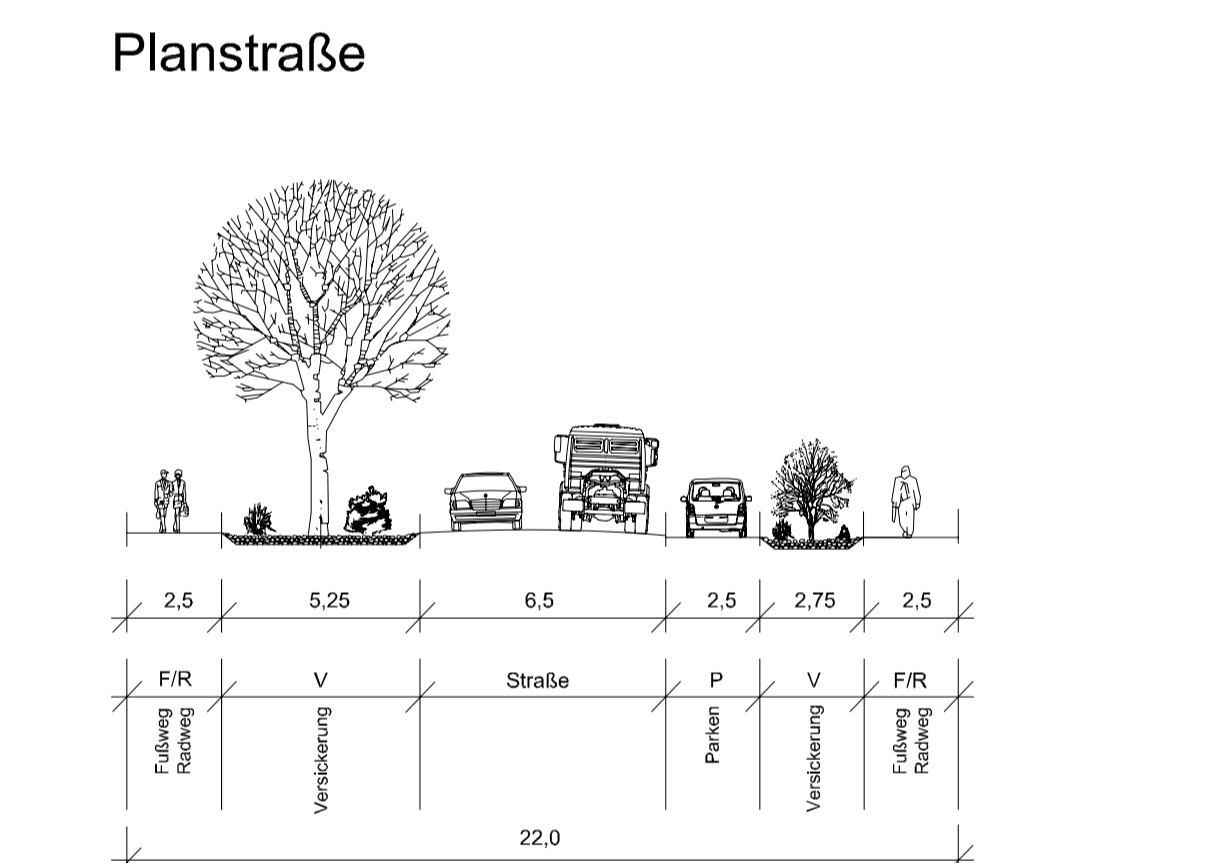 Planstraße
2,5 5,25 6,5 2,5 2,75 2,5
F/R V Straße P V F/R
Fußweg
Radweg
Versickerung
Parken
Versickerung
Fußweg
Radweg
22,0